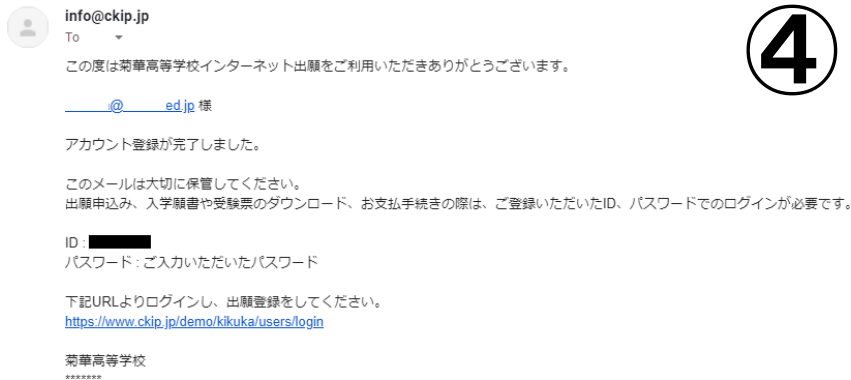 info@ckip.jp
To
④
この度は菊華高等学校インターネット出願をご利用いただきありがとうございます。
@ ed.jp 様
アカウント登録が完了しました。
このメールは大切に保管してください。
出願申込み、入学願書や受験票のダウンロード、お支払手続きの際は、ご登録いただいたID、パスワードでのログインが必要です。
ID :
パスワード : ご入力いただいたパスワード
下記URLよりログインし、出願登録をしてください。
https://www.ckip.jp/demo/kikuka/users/login
菊華高等学校
*******